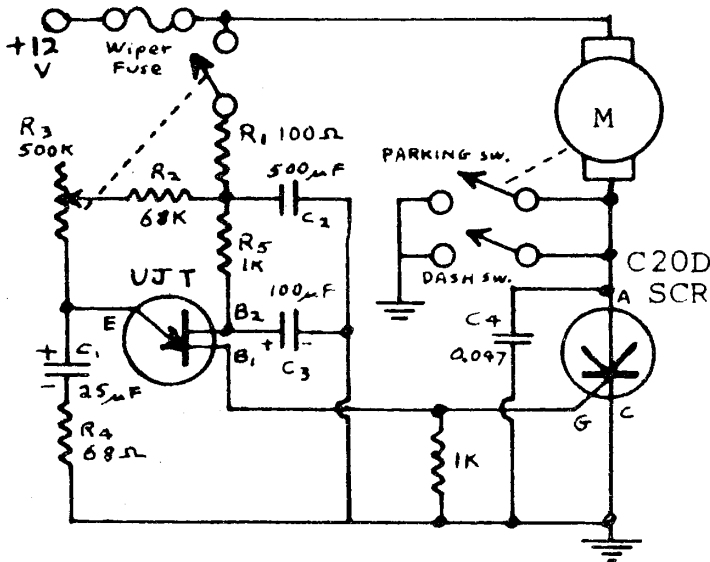 +12
V
Wiper
Fuse
R3
500K
R1 100Ω
R2
68K
500µF
C2
R5
1K
PARKING SW.
M
DASH SW.
C20D
SCR
UJT
E
B2
B1
100µF
+
-
C3
C4
0.047
A
G
C
+
C1
-
25µF
R4
68Ω
1K